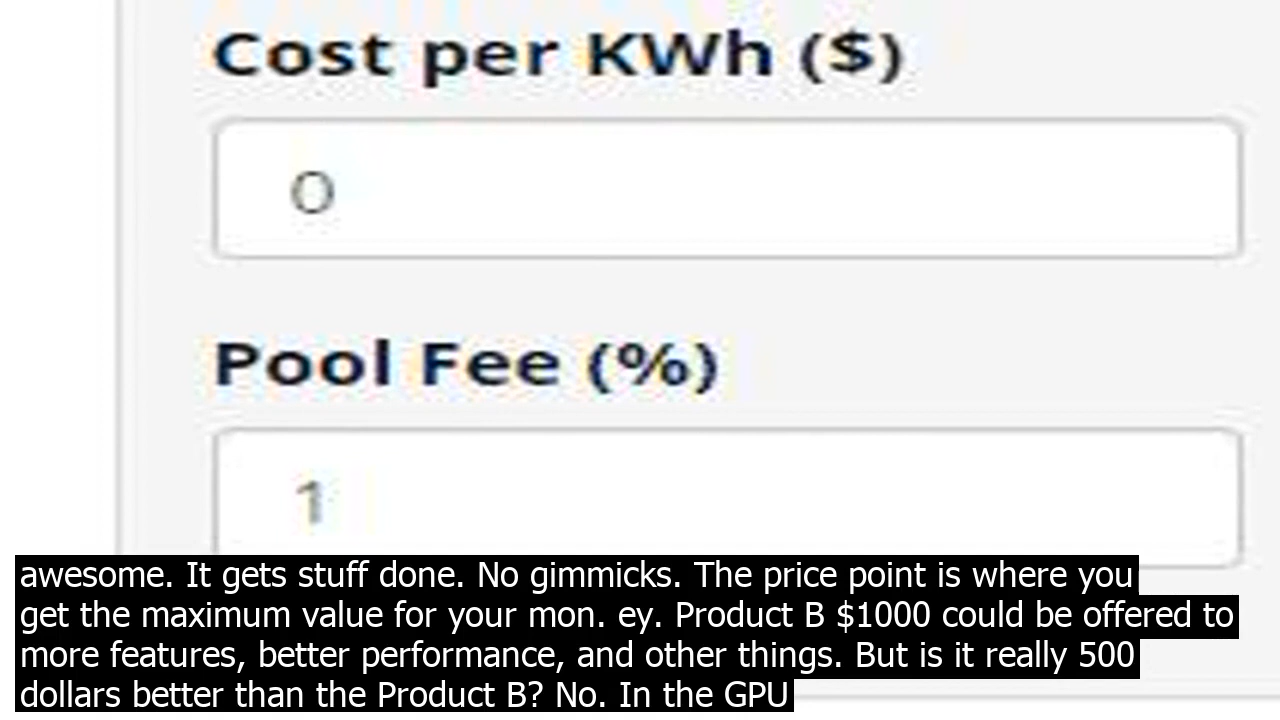 Cost per KWh ($)
0
Pool Fee (%)
1
awesome. It gets stuff done. No gimmicks. The price point is where you
get the maximum value for your mon. ey. Product B $1000 could be offered to
more features, better performance, and other things. But is it really 500
dollars better than the Product B? No. In the GPU